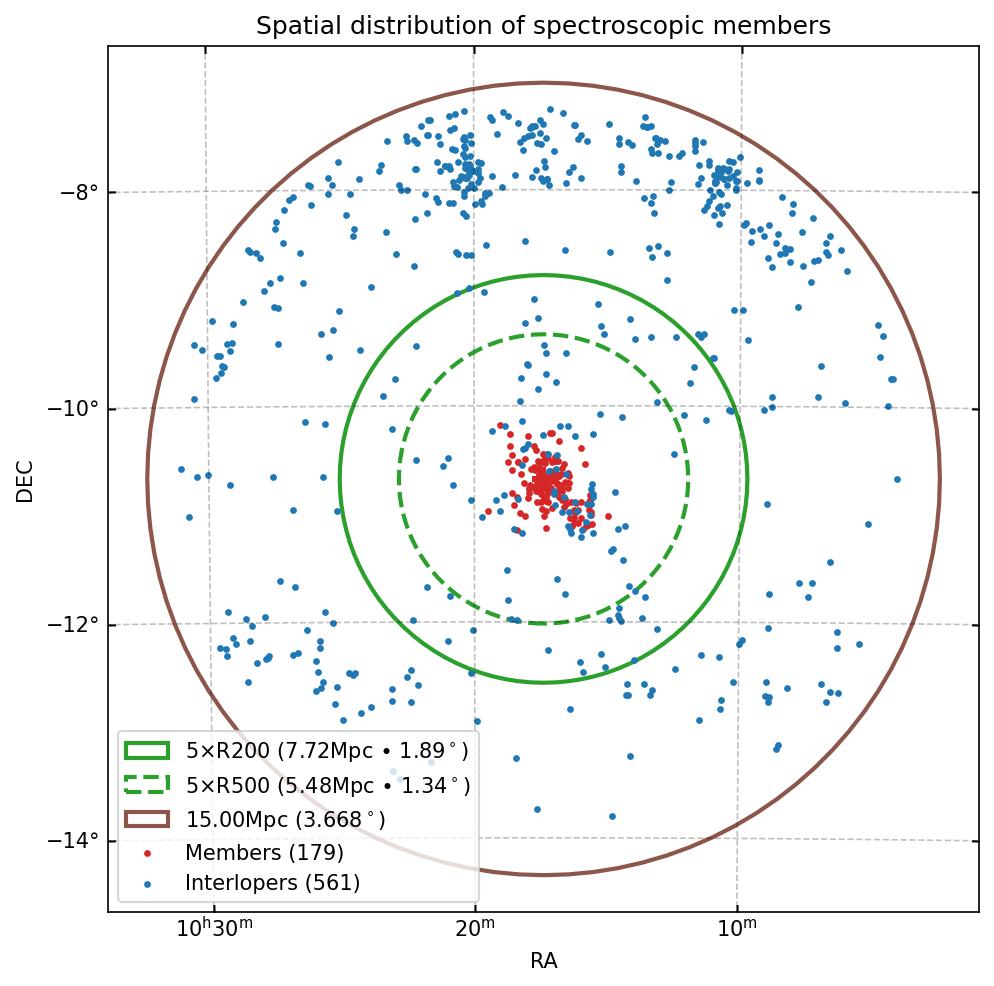 Spatial distribution of spectroscopic members
−8°
−10°
−12°
−14°
DEC
5×R200 (7.72Mpc • 1.89°)
5×R500 (5.48Mpc • 1.34°)
15.00Mpc (3.668°)
Members (179)
Interlopers (561)
10ʰ30ᵐ 20ᵐ 10ᵐ
RA